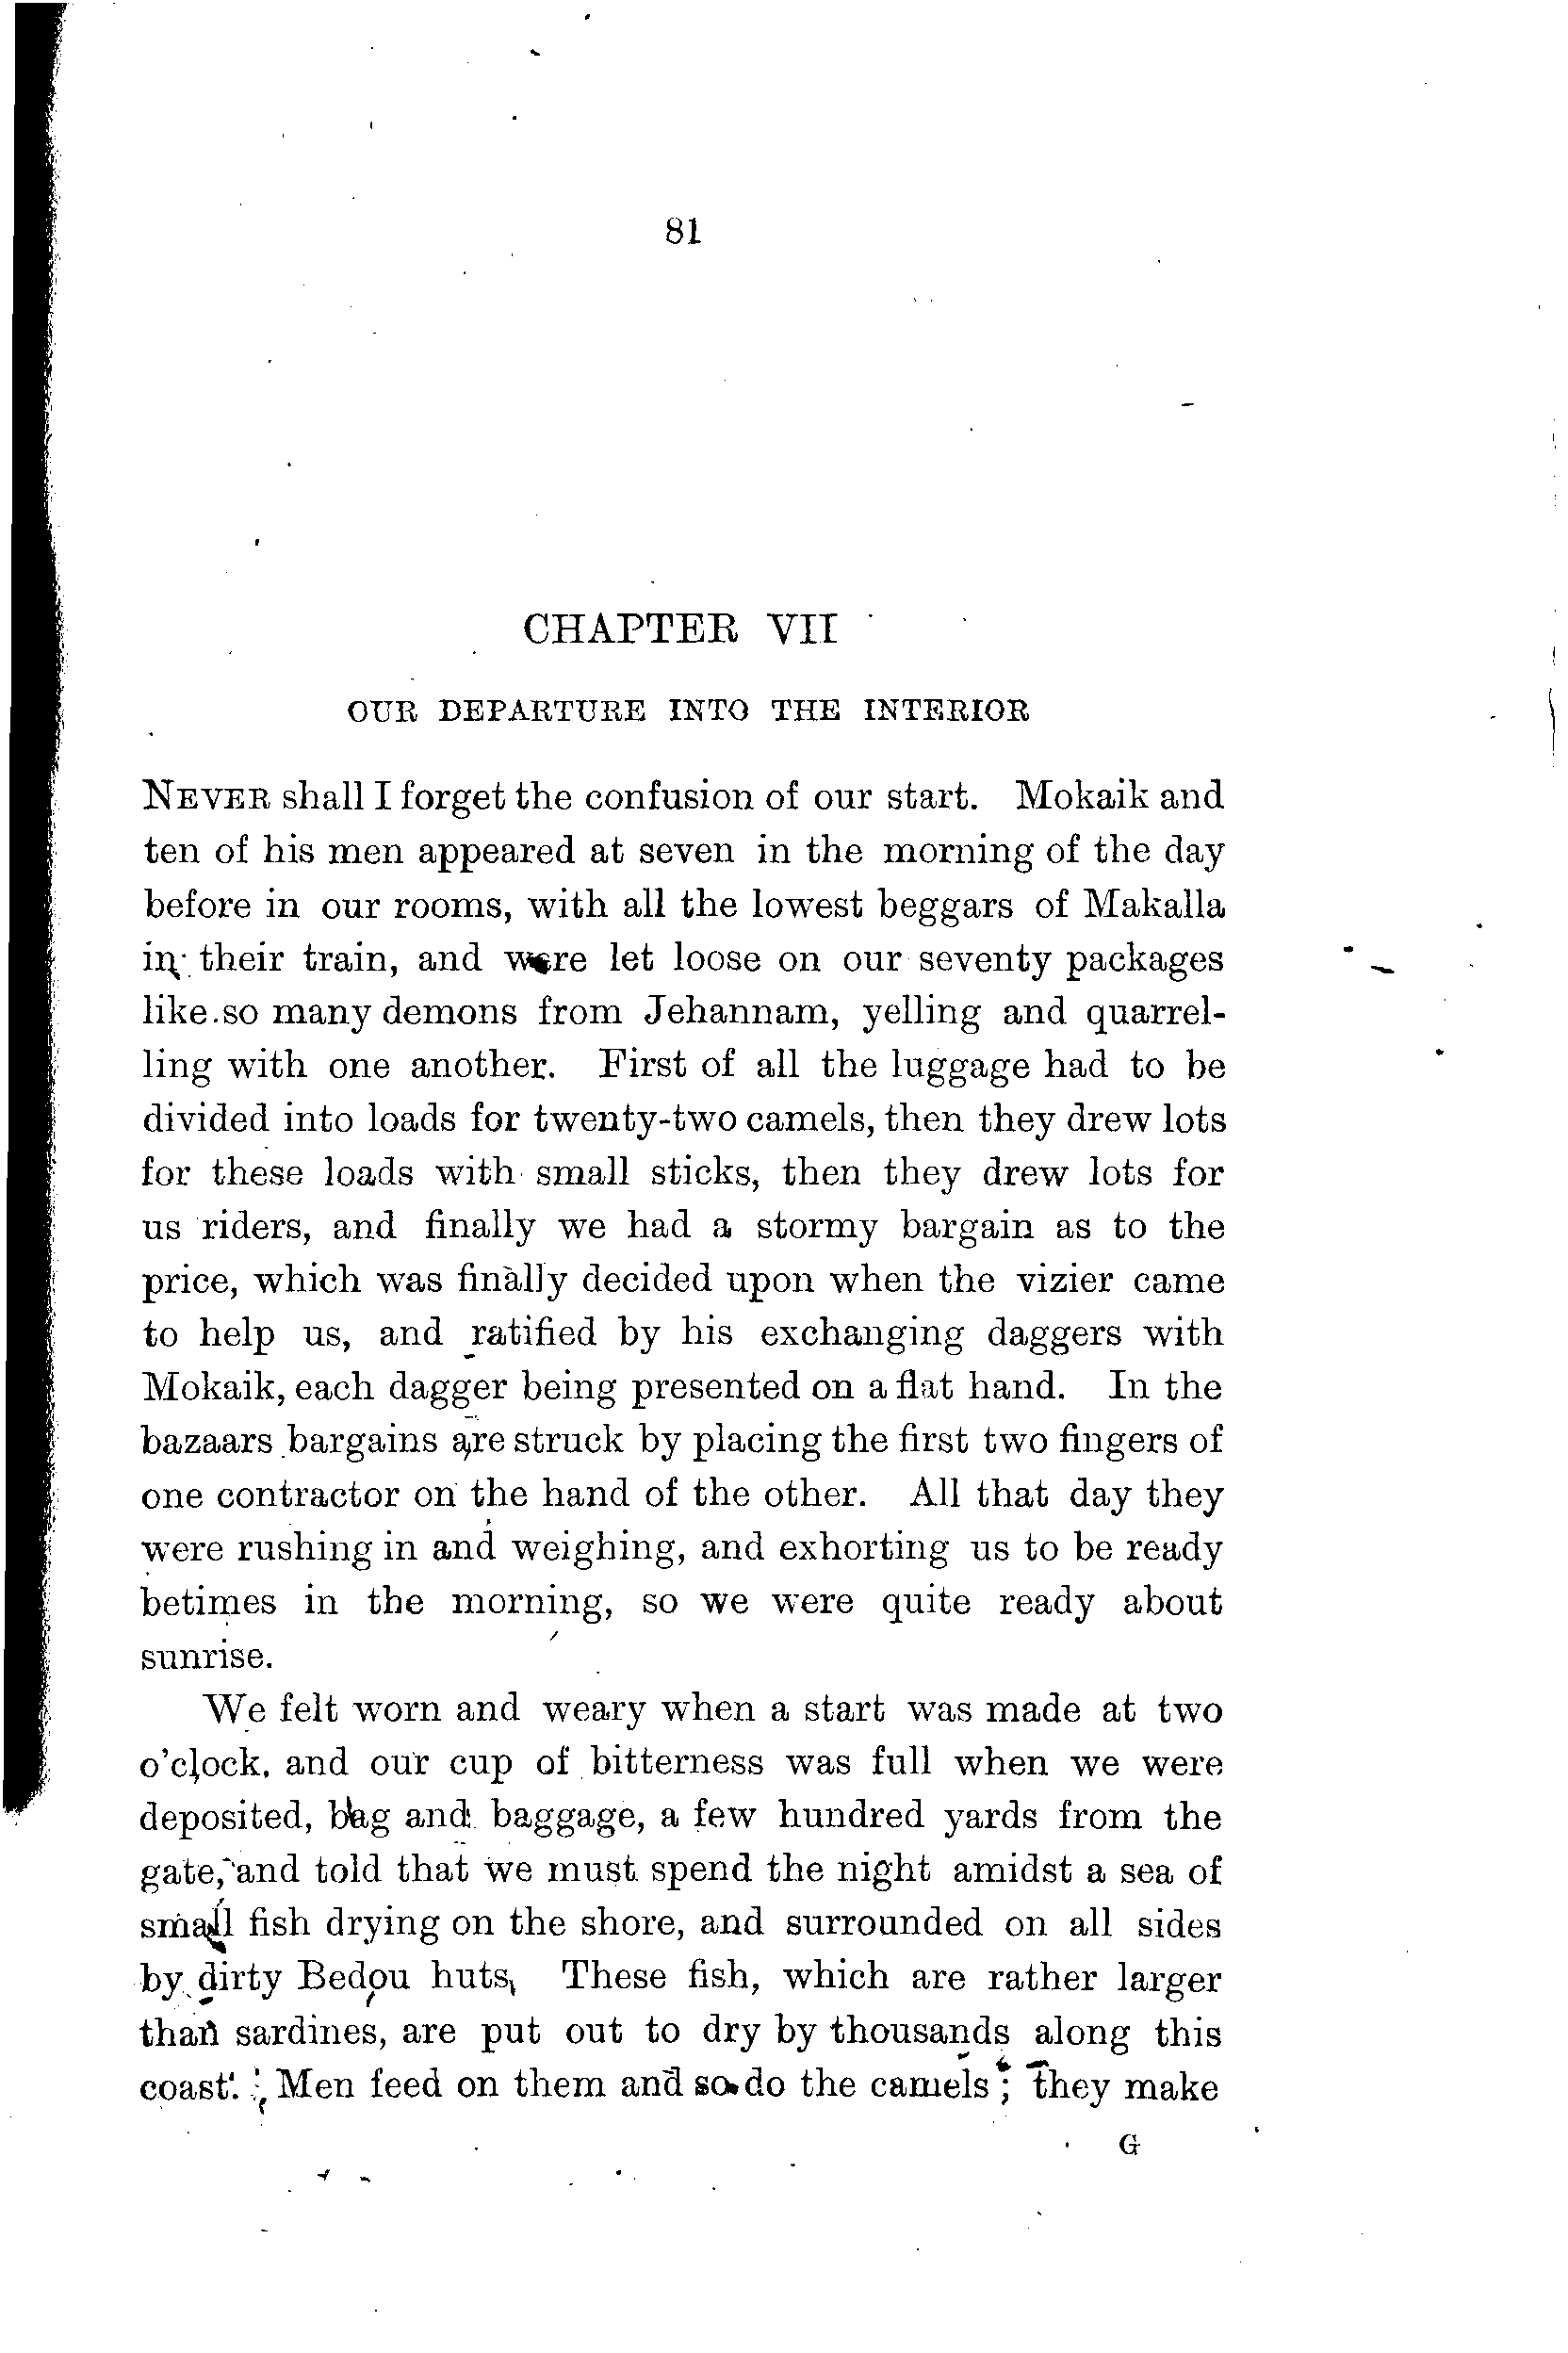 81
CHAPTER VII
OUR DEPARTURE INTO THE INTERIOR
NEVER shall I forget the confusion of our start. Mokaik and
ten of his men appeared at seven in the morning of the day
before in our rooms, with all the lowest beggars of Makalla
in their train, and were let loose on our seventy packages
like so many demons from Jehannam, yelling and quarrel-
ling with one another. First of all the luggage had to be
divided into loads for twenty-two camels, then they drew lots
for these loads with small sticks, then they drew lots for
us riders, and finally we had a stormy bargain as to the
price, which was finally decided upon when the vizier came
to help us, and ratified by his exchanging daggers with
Mokaik, each dagger being presented on a flat hand. In the
bazaars bargains are struck by placing the first two fingers of
one contractor on the hand of the other. All that day they
were rushing in and weighing, and exhorting us to be ready
betimes in the morning, so we were quite ready about
sunrise.
We felt worn and weary when a start was made at two
o'clock, and our cup of bitterness was full when we were
deposited, bag and baggage, a few hundred yards from the
gate, and told that we must spend the night amidst a sea of
small fish drying on the shore, and surrounded on all sides
by dirty Bedou huts. These fish, which are rather larger
than sardines, are put out to dry by thousands along this
coast. Men feed on them and so do the camels; they make
G